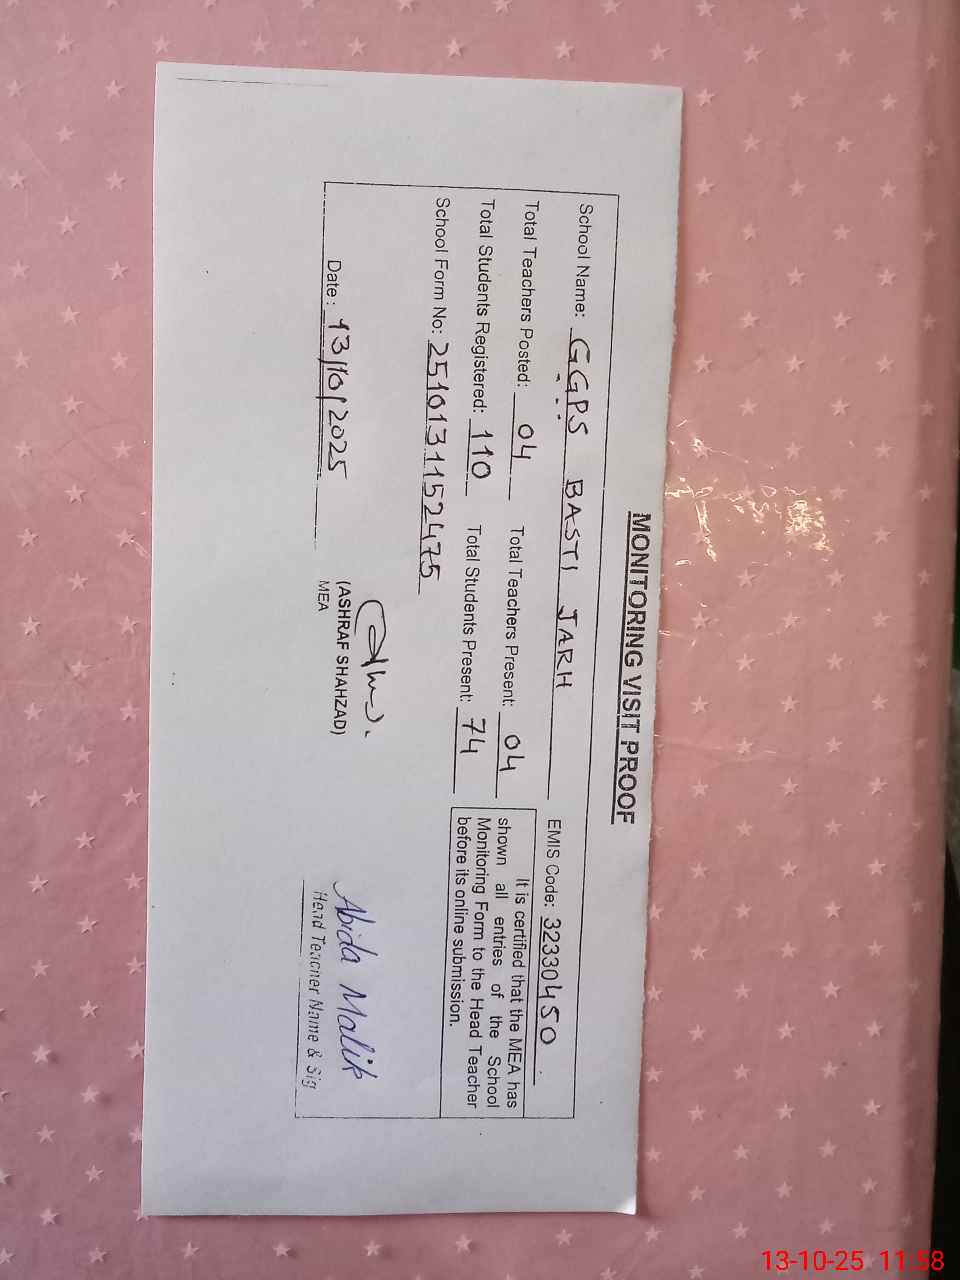 MONITORING VISIT PROOF
School Name: GGPS BASTI JARH EMIS Code: 32330450
Total Teachers Posted: 04 Total Teachers Present: 04
Total Students Registered: 110 Total Students Present: 74
School Form No: 2510131152475
It is certified that the MEA has
shown all entries of the School
Monitoring Form to the Head Teacher
before its online submission.
Date: 13/10/2025
(ASHRAF SHAHZAD)
MEA
Abida Malik
Head Teacher Name & Sig
13-10-25 11:58